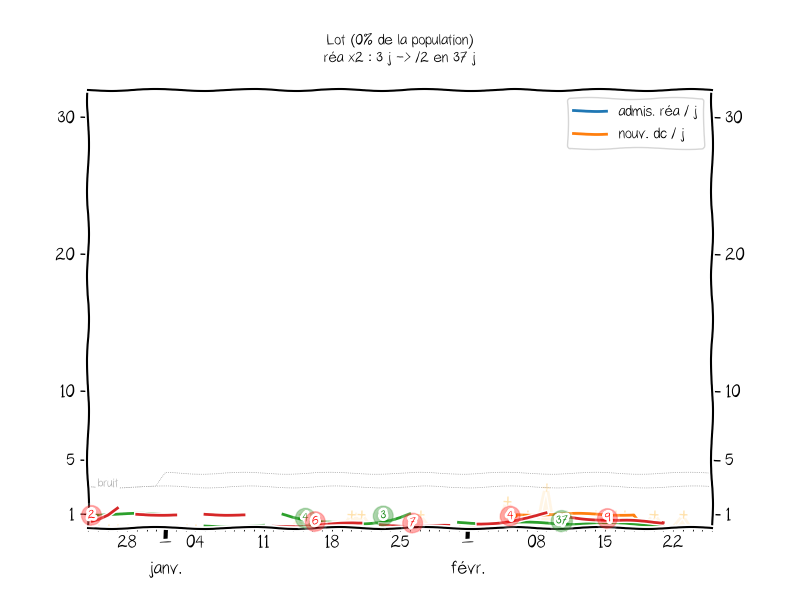 Lot (0% de la population)
réa x2 : 3 j -> /2 en 37 j
admis. réa / j
nouv. dc / j
30 30
20 20
10 10
5 5
bruit
1 1
2 4 6 3 7 4 37 9
28 04 11 18 25 08 15 22
janv. févr.